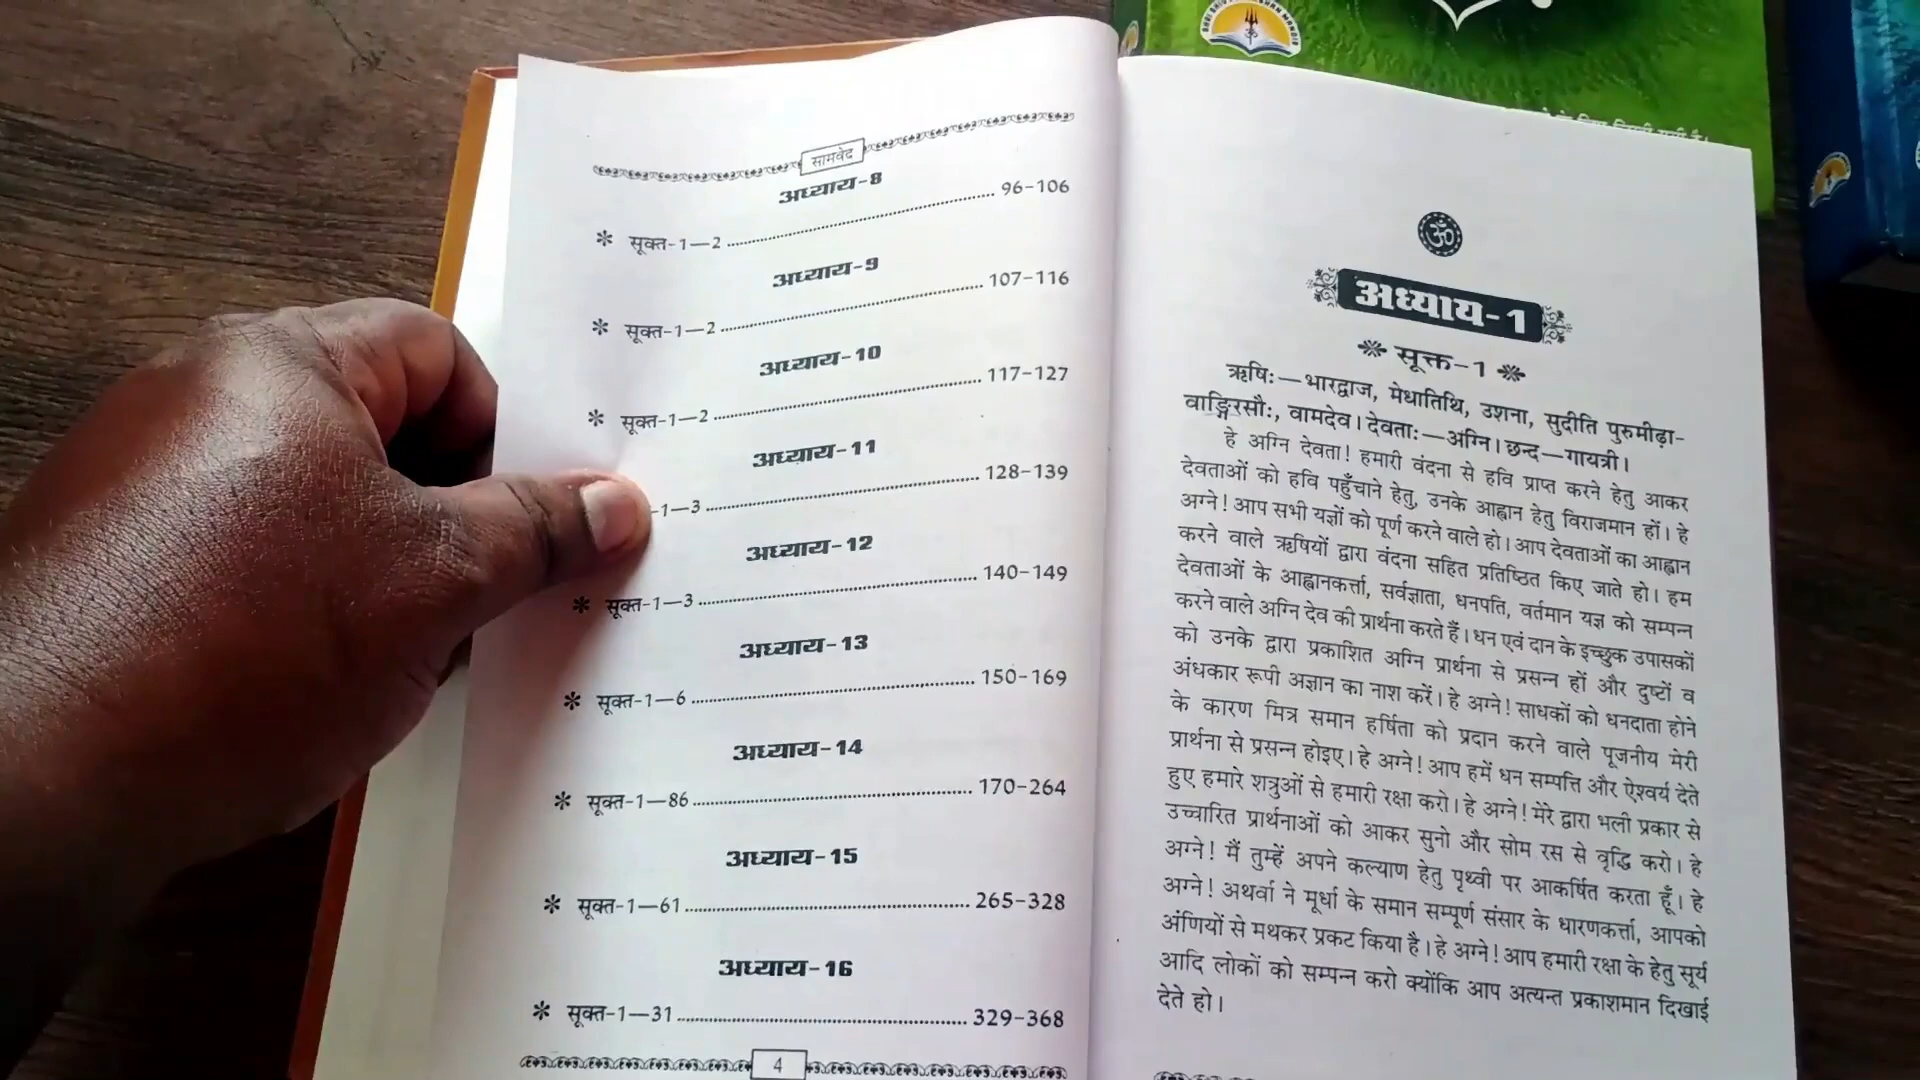 सामवेद
अध्याय-8
✻ सूक्त-1—2 ........ 96-106
अध्याय-9
✻ सूक्त-1—2 ........ 107-116
अध्याय-10
✻ सूक्त-1—2 ........ 117-127
अध्याय-11
-1—3 ........ 128-139
अध्याय-12
✻ सूक्त-1—3 ........ 140-149
अध्याय-13
✻ सूक्त-1—6 ........ 150-169
अध्याय-14
✻ सूक्त-1—86 ........ 170-264
अध्याय-15
✻ सूक्त-1—61 ........ 265-328
अध्याय-16
✻ सूक्त-1—31 ........ 329-368
4
ॐ
अध्याय-1
सूक्त-1
ऋषिः—भारद्वाज, मेधातिथि, उशना, सुदीति पुरुमीढ़ा-
वाङ्गिरसौः, वामदेव। देवताः—अग्नि। छन्द—गायत्री।
हे अग्नि देवता! हमारी वंदना से हवि प्राप्त करने हेतु आकर
देवताओं को हवि पहुँचाने हेतु, उनके आह्वान हेतु विराजमान हों। हे
अग्ने! आप सभी यज्ञों को पूर्ण करने वाले हो। आप देवताओं का आह्वान
करने वाले ऋषियों द्वारा वंदना सहित प्रतिष्ठित किए जाते हो। हम
देवताओं के आह्वानकर्त्ता, सर्वज्ञाता, धनपति, वर्तमान यज्ञ को सम्पन्न
करने वाले अग्नि देव की प्रार्थना करते हैं। धन एवं दान के इच्छुक उपासकों
को उनके द्वारा प्रकाशित अग्नि प्रार्थना से प्रसन्न हों और दुष्टों व
अंधकार रूपी अज्ञान का नाश करें। हे अग्ने! साधकों को धनदाता होने
के कारण मित्र समान हर्षिता को प्रदान करने वाले पूजनीय मेरी
प्रार्थना से प्रसन्न होइए। हे अग्ने! आप हमें धन सम्पत्ति और ऐश्वर्य देते
हुए हमारे शत्रुओं से हमारी रक्षा करो। हे अग्ने! मेरे द्वारा भली प्रकार से
उच्चारित प्रार्थनाओं को आकर सुनो और सोम रस से वृद्धि करो। हे
अग्ने! मैं तुम्हें अपने कल्याण हेतु पृथ्वी पर आकर्षित करता हूँ। हे
अग्ने! अथर्वा ने मूर्धा के समान सम्पूर्ण संसार के धारणकर्त्ता, आपको
अंणियों से मथकर प्रकट किया है। हे अग्ने! आप हमारी रक्षा के हेतु सूर्य
आदि लोकों को सम्पन्न करो क्योंकि आप अत्यन्त प्रकाशमान दिखाई
देते हो।